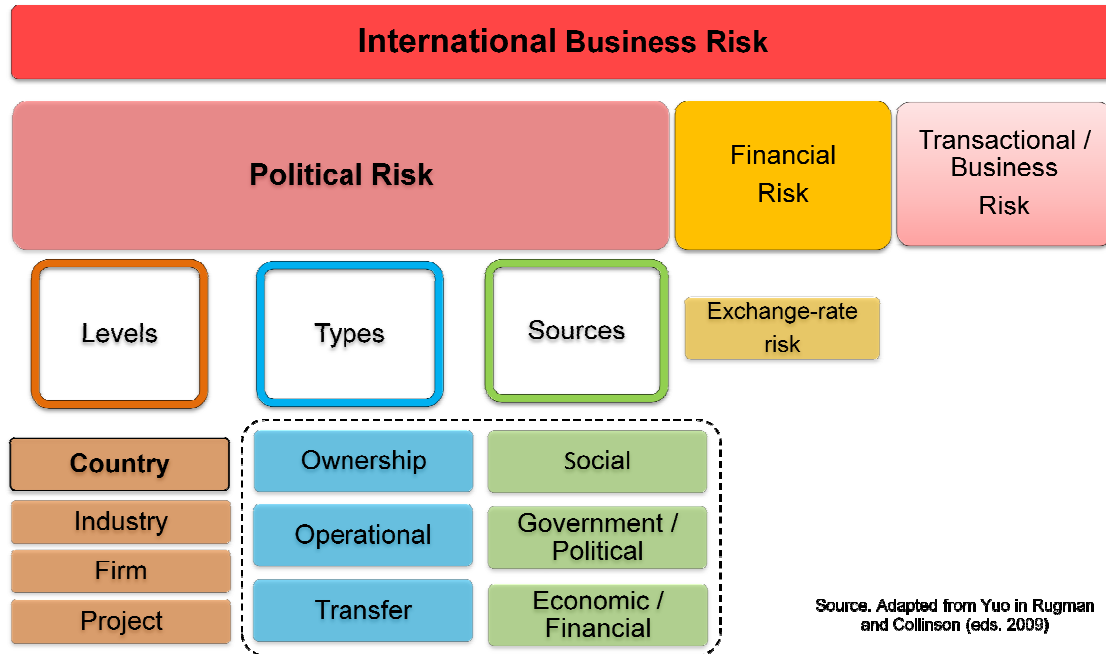 International Business Risk
Political Risk
Financial
Risk
Transactional /
Business
Risk
Levels
Types
Sources
Exchange-rate
risk
Country
Industry
Firm
Project
Ownership
Operational
Transfer
Social
Government /
Political
Economic /
Financial
Source. Adapted from Yuo in Rugman
and Collinson (eds. 2009)